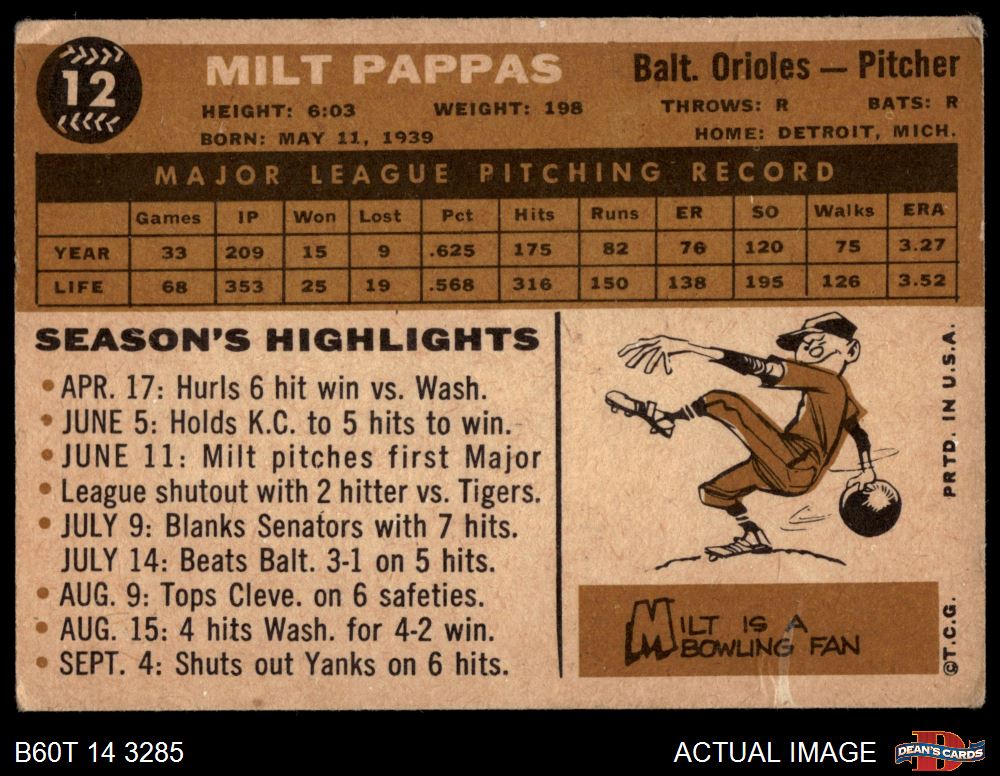 12
MILT PAPPAS
Balt. Orioles — Pitcher
HEIGHT: 6:03 WEIGHT: 198 THROWS: R BATS: R
BORN: MAY 11, 1939 HOME: DETROIT, MICH.
MAJOR LEAGUE PITCHING RECORD
Games IP Won Lost Pct Hits Runs ER SO Walks ERA
YEAR 33 209 15 9 .625 175 82 76 120 75 3.27
LIFE 68 353 25 19 .568 316 150 138 195 126 3.52
SEASON'S HIGHLIGHTS
• APR. 17: Hurls 6 hit win vs. Wash.
• JUNE 5: Holds K.C. to 5 hits to win.
• JUNE 11: Milt pitches first Major
• League shutout with 2 hitter vs. Tigers.
• JULY 9: Blanks Senators with 7 hits.
JULY 14: Beats Balt. 3-1 on 5 hits.
• AUG. 9: Tops Cleve. on 6 safeties.
• AUG. 15: 4 hits Wash. for 4-2 win.
• SEPT. 4: Shuts out Yanks on 6 hits.
MILT IS A
BOWLING FAN
PRTD. IN U.S.A.
©T.C.G.
B60T 14 3285
ACTUAL IMAGE
D
DEAN'S CARDS